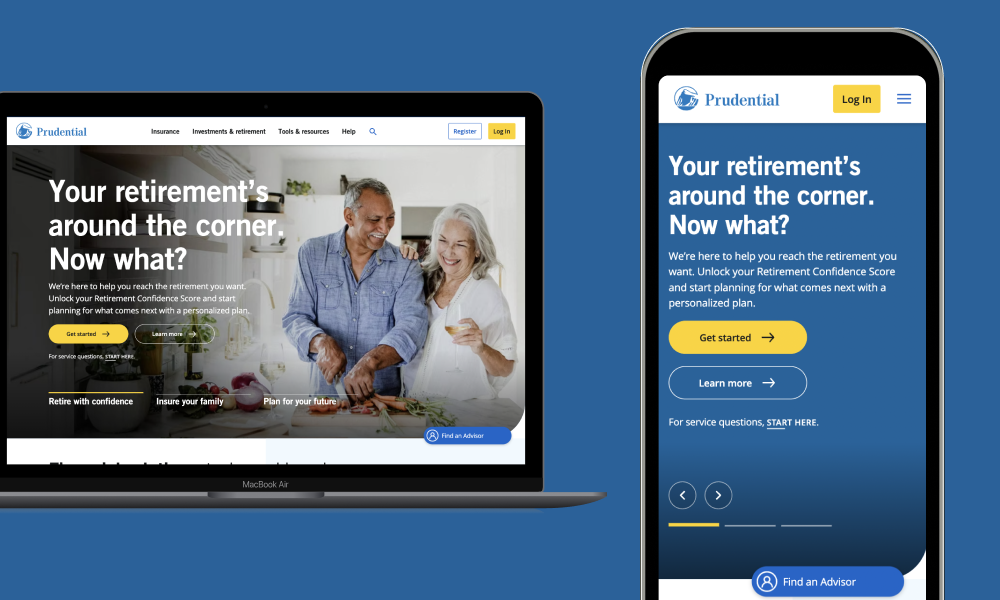 Prudential
Insurance
Investments & retirement
Tools & resources
Help
Register
Log In
Your retirement's
around the corner.
Now what?
We're here to help you reach the retirement you want.
Unlock your Retirement Confidence Score and start
planning for what comes next with a personalized plan.
Get started
Learn more
For service questions, START HERE.
Retire with confidence
Insure your family
Plan for your future
Find an Advisor
MacBook Air
Prudential
Log In
Your retirement's
around the corner.
Now what?
We're here to help you reach the retirement you
want. Unlock your Retirement Confidence Score
and start planning for what comes next with a
personalized plan.
Get started
Learn more
For service questions, START HERE.
Find an Advisor